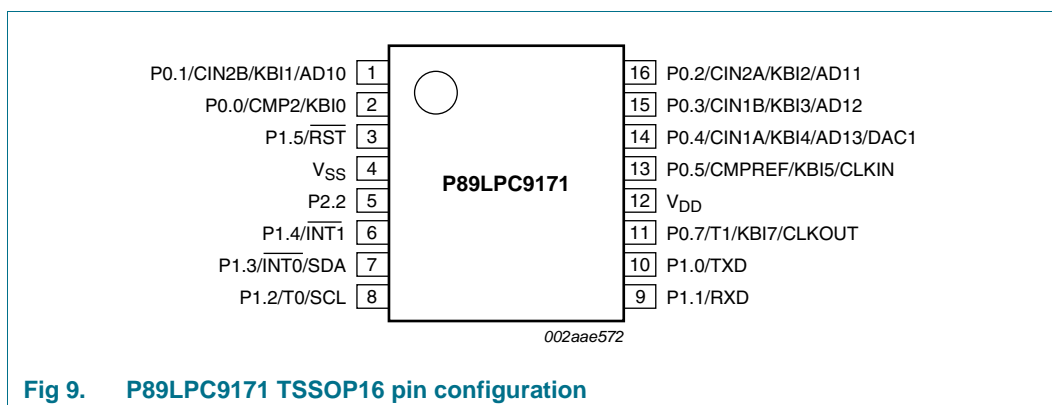 P0.1/CIN2B/KBI1/AD10 1
P0.0/CMP2/KBI0 2
P1.5/R̅S̅T̅ 3
VSS 4
P2.2 5
P1.4/I̅N̅T̅1̅ 6
P1.3/I̅N̅T̅0̅/SDA 7
P1.2/T0/SCL 8
P89LPC9171
16 P0.2/CIN2A/KBI2/AD11
15 P0.3/CIN1B/KBI3/AD12
14 P0.4/CIN1A/KBI4/AD13/DAC1
13 P0.5/CMPREF/KBI5/CLKIN
12 VDD
11 P0.7/T1/KBI7/CLKOUT
10 P1.0/TXD
9 P1.1/RXD
002aae572
Fig 9. P89LPC9171 TSSOP16 pin configuration